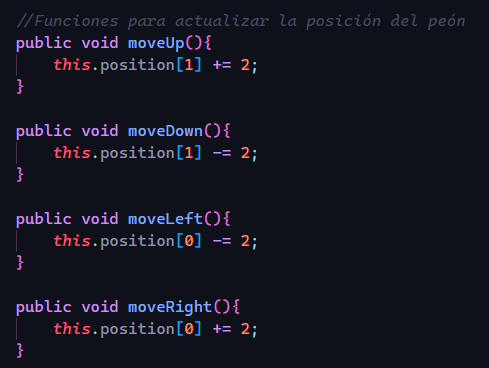 //Funciones para actualizar la posición del peón
public void moveUp(){
    this.position[1] += 2;
}

public void moveDown(){
    this.position[1] -= 2;
}

public void moveLeft(){
    this.position[0] -= 2;
}

public void moveRight(){
    this.position[0] += 2;
}